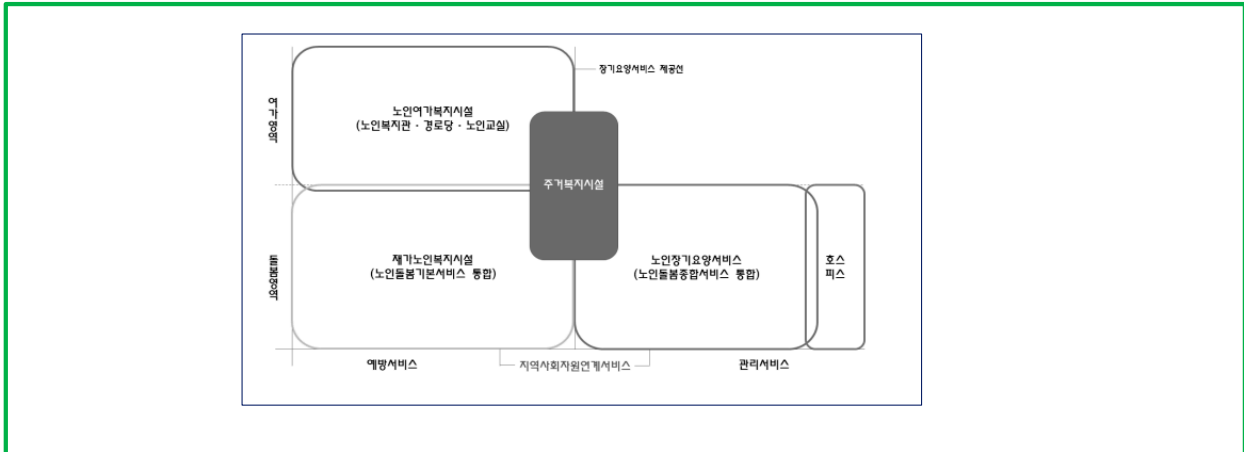 장기요양서비스 제공선
여가영역
노인여가복지시설
(노인복지관 · 경로당 · 노인교실)
주거복지시설
돌봄영역
재가노인복지시설
(노인돌봄기본서비스 통합)
노인장기요양서비스
(노인돌봄종합서비스 통합)
호스
피스
예방서비스
지역사회자원연계서비스
관리서비스